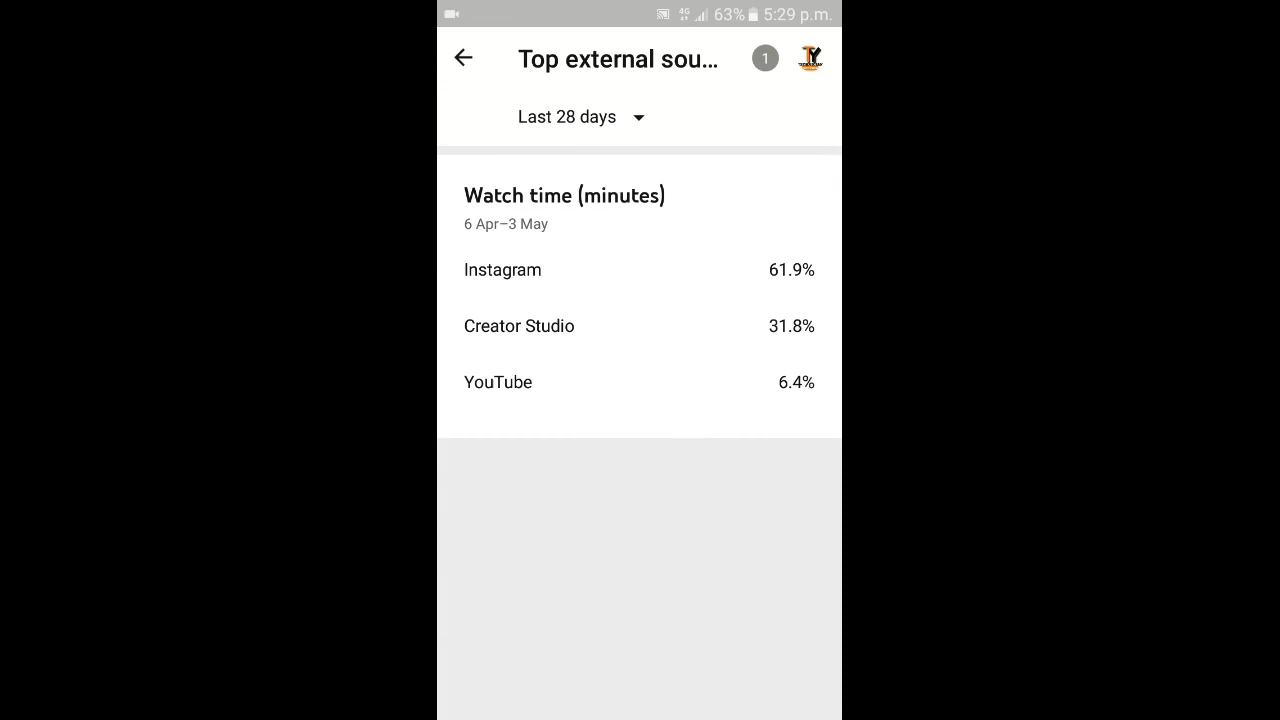 4G 63% 5:29 p.m.
Top external sou... 1
Last 28 days
Watch time (minutes)
6 Apr–3 May
Instagram 61.9%
Creator Studio 31.8%
YouTube 6.4%